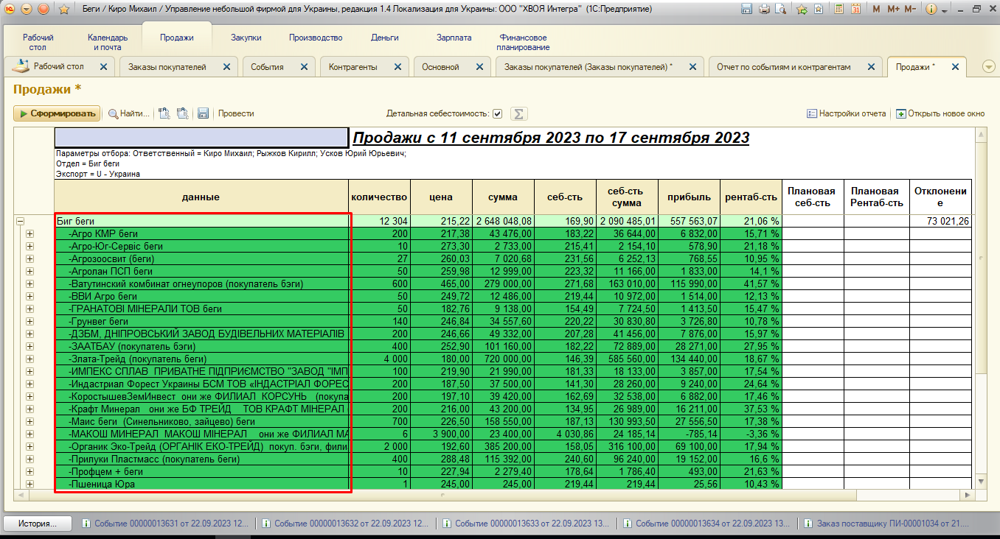 Беги / Киро Михаил / Управление небольшой фирмой для Украины, редакция 1.4 Локализация для Украины: ООО "ХВОЯ Интегра" (1С:Предприятие)
M M+ M-
Рабочий стол Календарь и почта Продажи Закупки Производство Деньги Зарплата Финансовое планирование
Рабочий стол Заказы покупателей События Контрагенты Основной Заказы покупателей (Заказы покупателей) * Отчет по событиям и контрагентам Продажи *
Продажи *
Сформировать Найти... Провести Детальная себестоимость: Σ Настройки отчета Открыть новое окно
Продажи с 11 сентября 2023 по 17 сентября 2023
Параметры отбора: Ответственный = Киро Михаил; Рыжков Кирилл; Усков Юрий Юрьевич;
Отдел = Биг беги
Экспорт = U - Украина
данные количество цена сумма себ-сть себ-сть сумма прибыль рентаб-сть Плановая себ-сть Плановая Рентаб-сть Отклонение
Биг беги 12 304 215,22 2 648 048,08 169,90 2 090 485,01 557 563,07 21,06 % 73 021,26
-Агро КМР беги 200 217,38 43 476,00 183,22 36 644,00 6 832,00 15,71 %
-Агро-Юг-Сервіс беги 10 273,30 2 733,00 215,41 2 154,10 578,90 21,18 %
-Агрозоосвит (беги) 27 260,03 7 020,68 231,56 6 252,13 768,55 10,95 %
-Агролан ПСП беги 50 259,98 12 999,00 223,32 11 166,00 1 833,00 14,1 %
-Ватутинский комбинат огнеупоров (покупатель бэги) 600 465,00 279 000,00 271,68 163 010,00 115 990,00 41,57 %
-ВВИ Агро беги 50 249,72 12 486,00 219,44 10 972,00 1 514,00 12,13 %
-ГРАНАТОВІ МІНЕРАЛИ ТОВ беги 50 182,76 9 138,00 154,49 7 724,50 1 413,50 15,47 %
-Грунвег беги 140 246,84 34 557,60 220,22 30 830,80 3 726,80 10,78 %
-ДЗБМ, ДНІПРОВСЬКИЙ ЗАВОД БУДІВЕЛЬНИХ МАТЕРІАЛІВ 200 246,66 49 332,00 207,28 41 456,00 7 876,00 15,97 %
-ЗААТБАУ (покупатель бэги) 400 252,90 101 160,00 182,22 72 889,00 28 271,00 27,95 %
-Злата-Трейд (покупатель беги) 4 000 180,00 720 000,00 146,39 585 560,00 134 440,00 18,67 %
-ИМПЕКС СПЛАВ ПРИВАТНЕ ПІДПРИЄМСТВО "ЗАВОД "ІМП 100 219,90 21 990,00 181,33 18 133,00 3 857,00 17,54 %
-Индастриал Форест Украины БСМ ТОВ «ІНДАСТРІАЛ ФОРЕС 200 187,50 37 500,00 141,30 28 260,00 9 240,00 24,64 %
-КоростышевЗемИнвест они же ФИЛИАЛ КОРСУНЬ (покупа 200 197,10 39 420,00 162,69 32 538,00 6 882,00 17,46 %
-Крафт Минерал они же БФ ТРЕЙД ТОВ КРАФТ МІНЕРАЛ 200 216,00 43 200,00 134,95 26 989,00 16 211,00 37,53 %
-Маис беги (Синельниково, зайцево) беги 700 226,50 158 550,00 187,13 130 993,50 27 556,50 17,38 %
-МАКОШ МИНЕРАЛ МАКОШ МІНЕРАЛ они же ФИЛИАЛ МА 6 3 900,00 23 400,00 4 030,86 24 185,14 -785,14 -3,36 %
-Органик Эко-Трейд (ОРГАНІК ЕКО-ТРЕЙД) покуп. бэги, фили 2 000 192,60 385 200,00 158,05 316 100,00 69 100,00 17,94 %
-Прилуки Пластмасс (покупатель беги) 400 288,48 115 392,00 240,60 96 240,00 19 152,00 16,6 %
-Профцем + беги 10 227,94 2 279,40 178,64 1 786,40 493,00 21,63 %
-Пшеница Юра 1 245,00 245,00 219,44 219,44 25,56 10,43 %
История... Событие 00000013631 от 22.09.2023 12... Событие 00000013632 от 22.09.2023 12... Событие 00000013633 от 22.09.2023 13... Событие 00000013634 от 22.09.2023 13... Заказ поставщику ПИ-00001034 от 21....